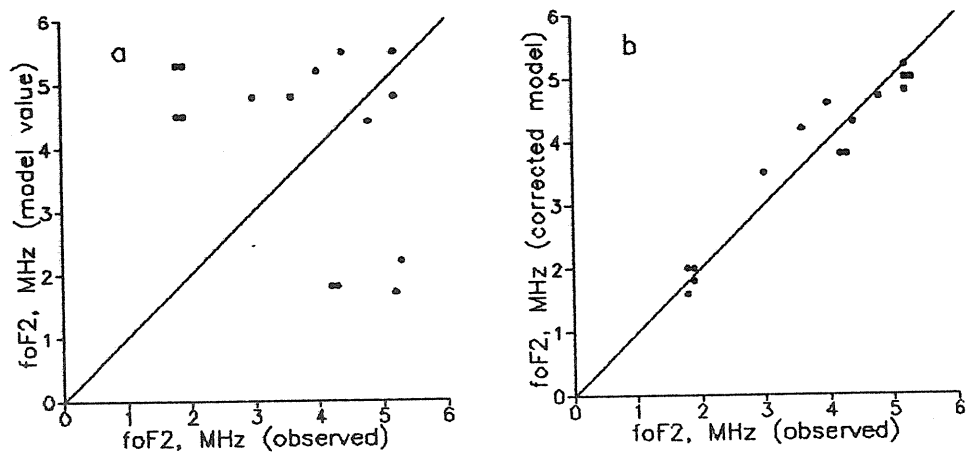 a
foF2, MHz (model value)
6
5
4
3
2
1
0
0 1 2 3 4 5 6
foF2, MHz (observed)
b
foF2, MHz (corrected model)
6
5
4
3
2
1
0
0 1 2 3 4 5 6
foF2, MHz (observed)